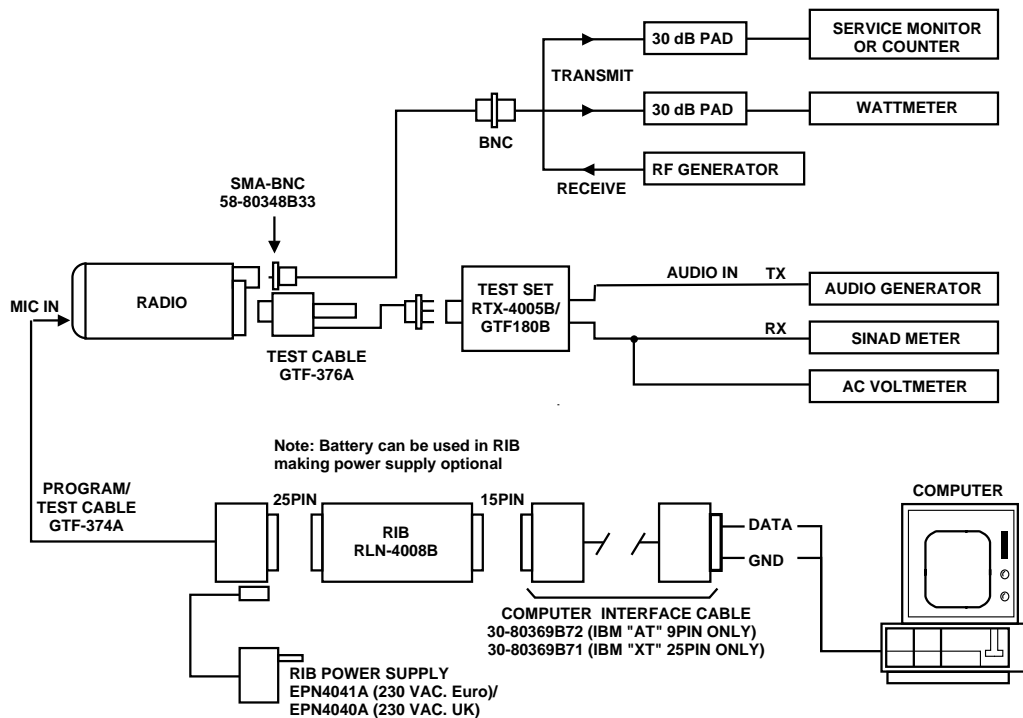 30 dB PAD
SERVICE MONITOR
OR COUNTER
TRANSMIT
30 dB PAD
WATTMETER
BNC
RF GENERATOR
RECEIVE
SMA-BNC
58-80348B33
MIC IN
RADIO
TEST CABLE
GTF-376A
TEST SET
RTX-4005B/
GTF180B
AUDIO IN TX
AUDIO GENERATOR
RX
SINAD METER
AC VOLTMETER
Note: Battery can be used in RIB
making power supply optional
PROGRAM/
TEST CABLE
GTF-374A
25PIN
RIB
RLN-4008B
15PIN
DATA
GND
COMPUTER
COMPUTER INTERFACE CABLE
30-80369B72 (IBM "AT" 9PIN ONLY)
30-80369B71 (IBM "XT" 25PIN ONLY)
RIB POWER SUPPLY
EPN4041A (230 VAC. Euro)/
EPN4040A (230 VAC. UK)